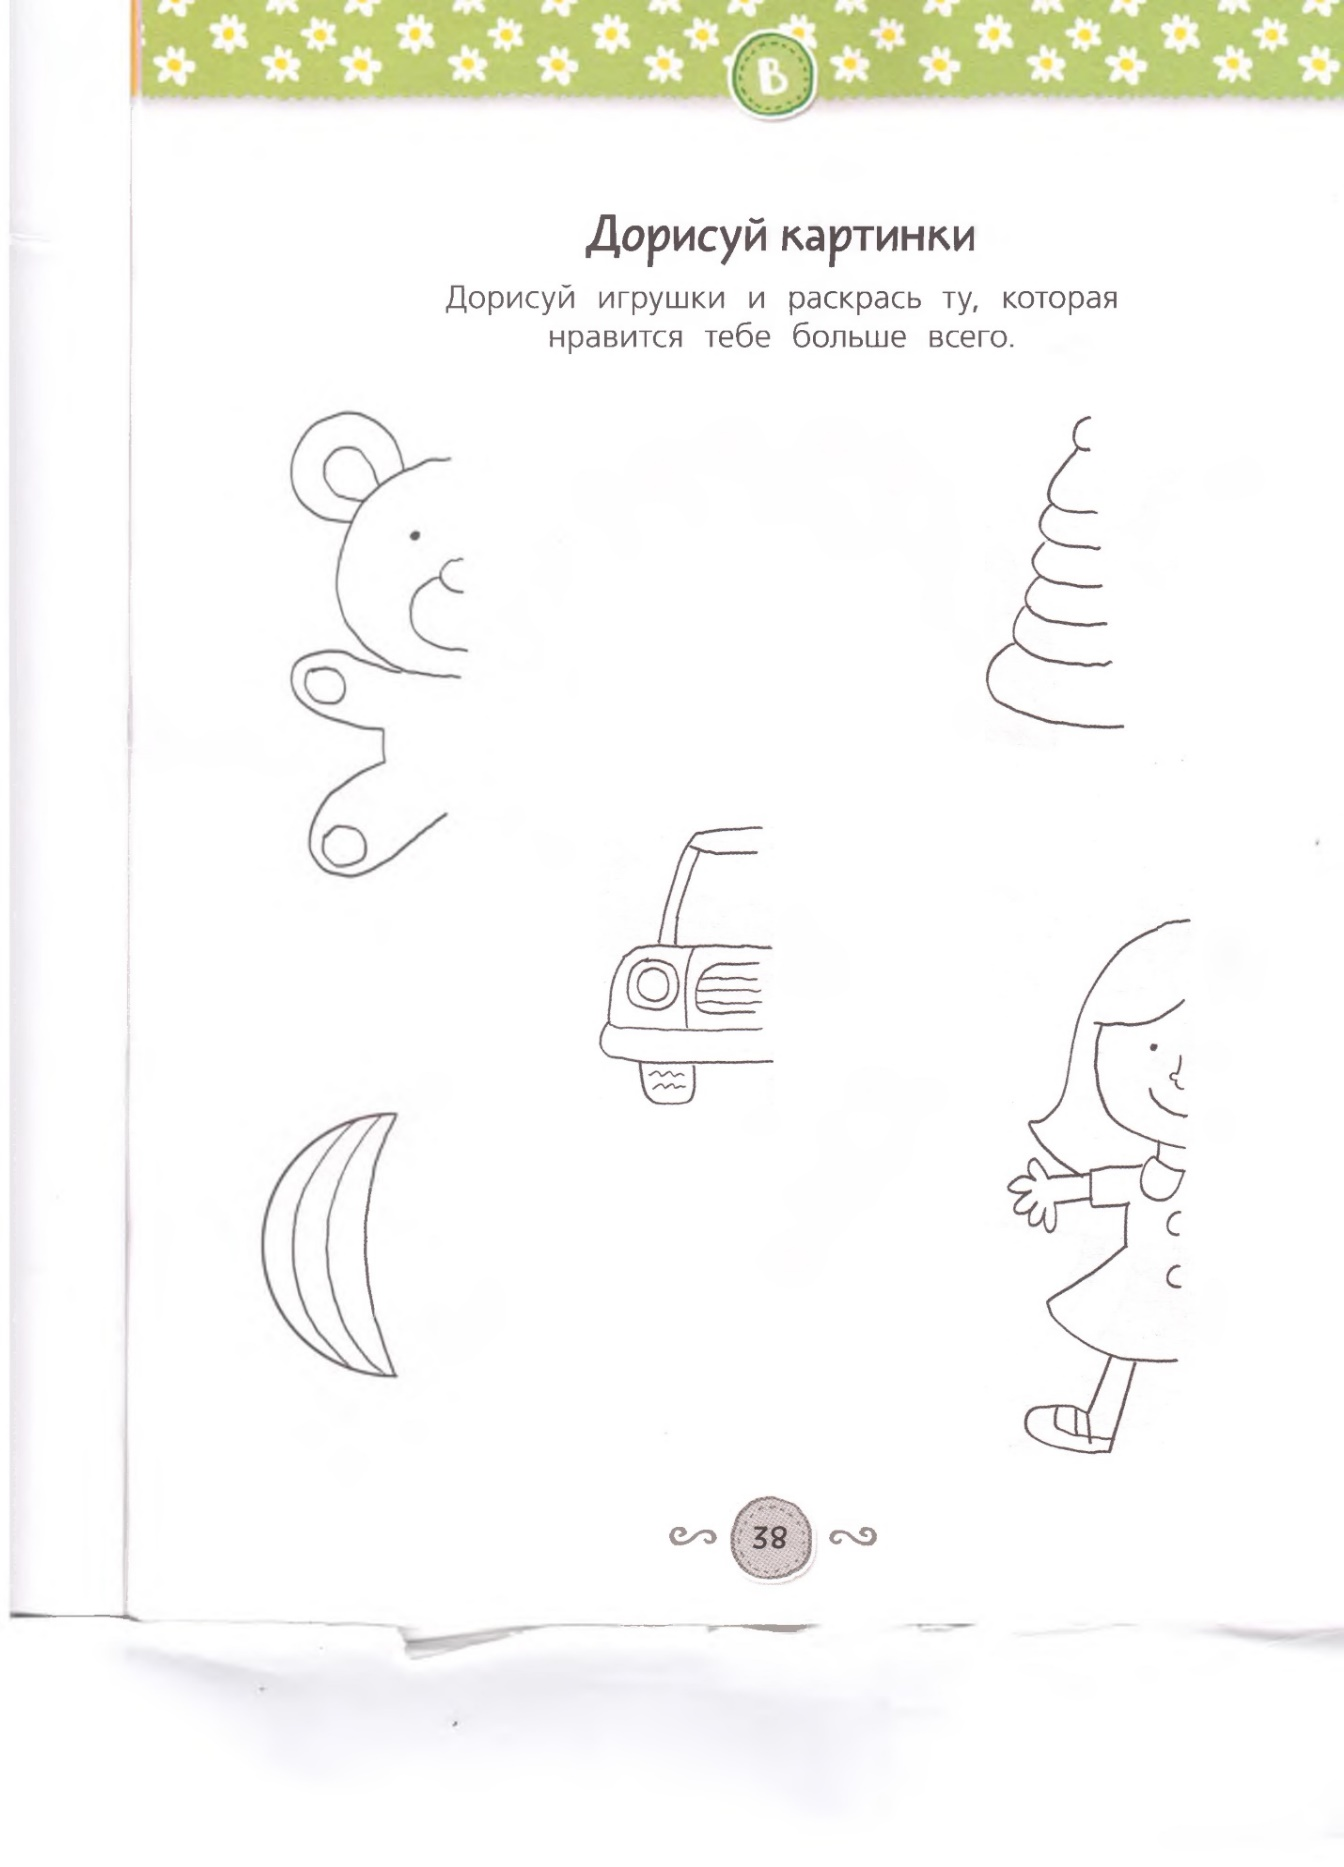 В
Дорисуй картинки
Дорисуй игрушки и раскрась ту, которая
нравится тебе больше всего.
38